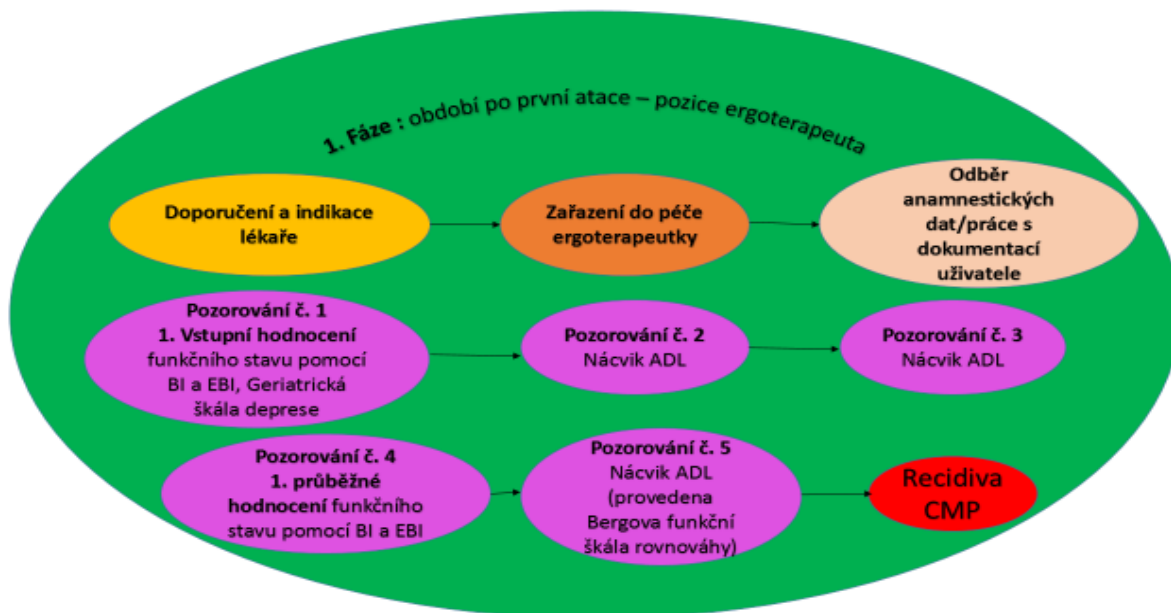 1. Fáze : období po první atace – pozice ergoterapeuta
Doporučení a indikace
lékaře
Zařazení do péče
ergoterapeutky
Odběr
anamnestických
dat/práce s
dokumentací
uživatele
Pozorování č. 1
1. Vstupní hodnocení
funkčního stavu pomocí
BI a EBI, Geriatrická
škála deprese
Pozorování č. 2
Nácvik ADL
Pozorování č. 3
Nácvik ADL
Pozorování č. 4
1. průběžné
hodnocení funkčního
stavu pomocí BI a EBI
Pozorování č. 5
Nácvik ADL
(provedena
Bergova funkční
škála rovnováhy)
Recidiva
CMP